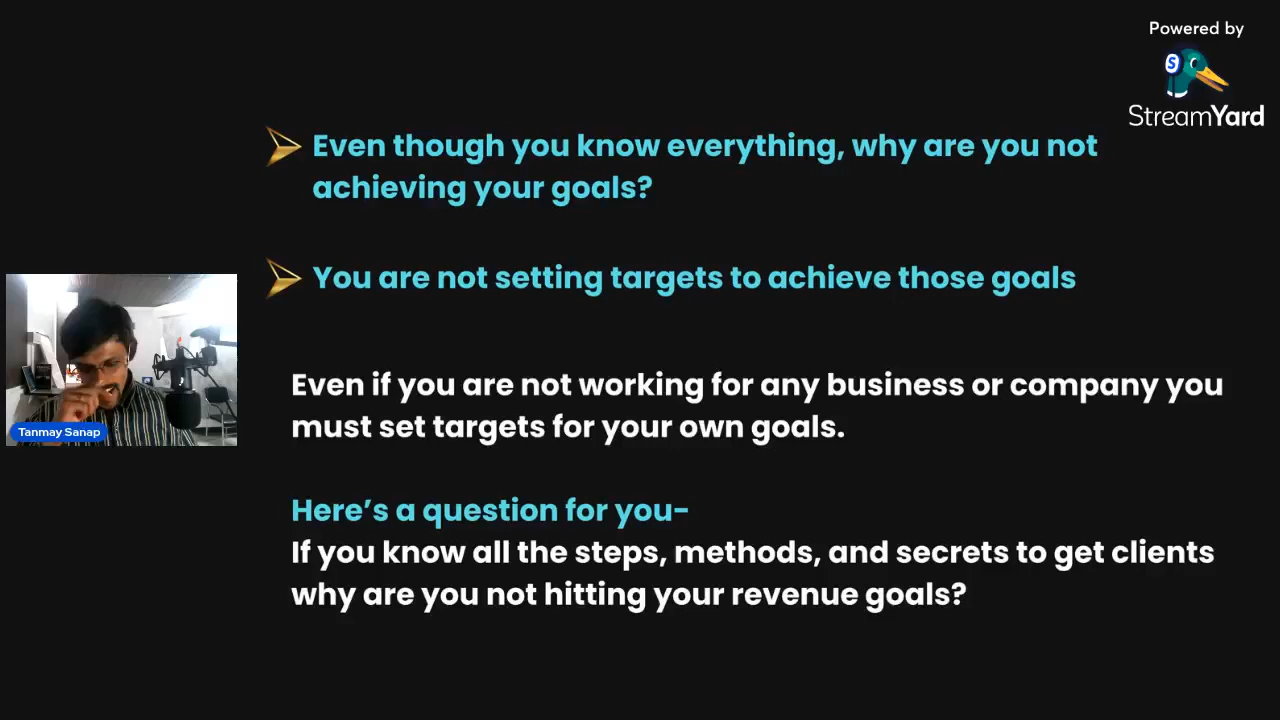 Powered by
S
StreamYard
Even though you know everything, why are you not
achieving your goals?
You are not setting targets to achieve those goals
Tanmay Sanap
Even if you are not working for any business or company you
must set targets for your own goals.
Here’s a question for you-
If you know all the steps, methods, and secrets to get clients
why are you not hitting your revenue goals?